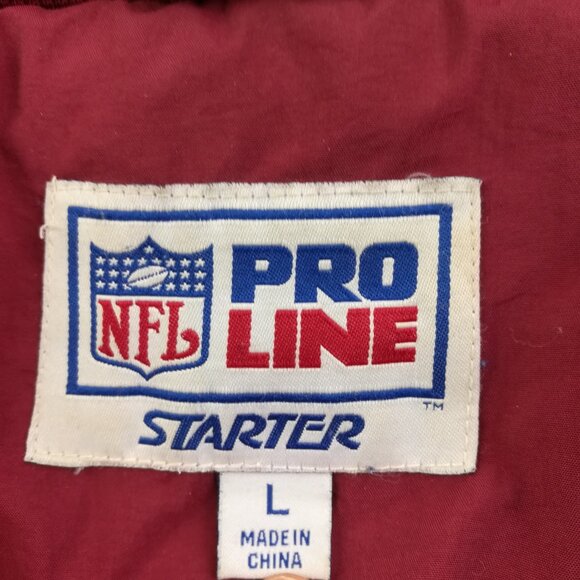 NFL
PRO
LINE
TM
STARTER
L
MADE IN
CHINA